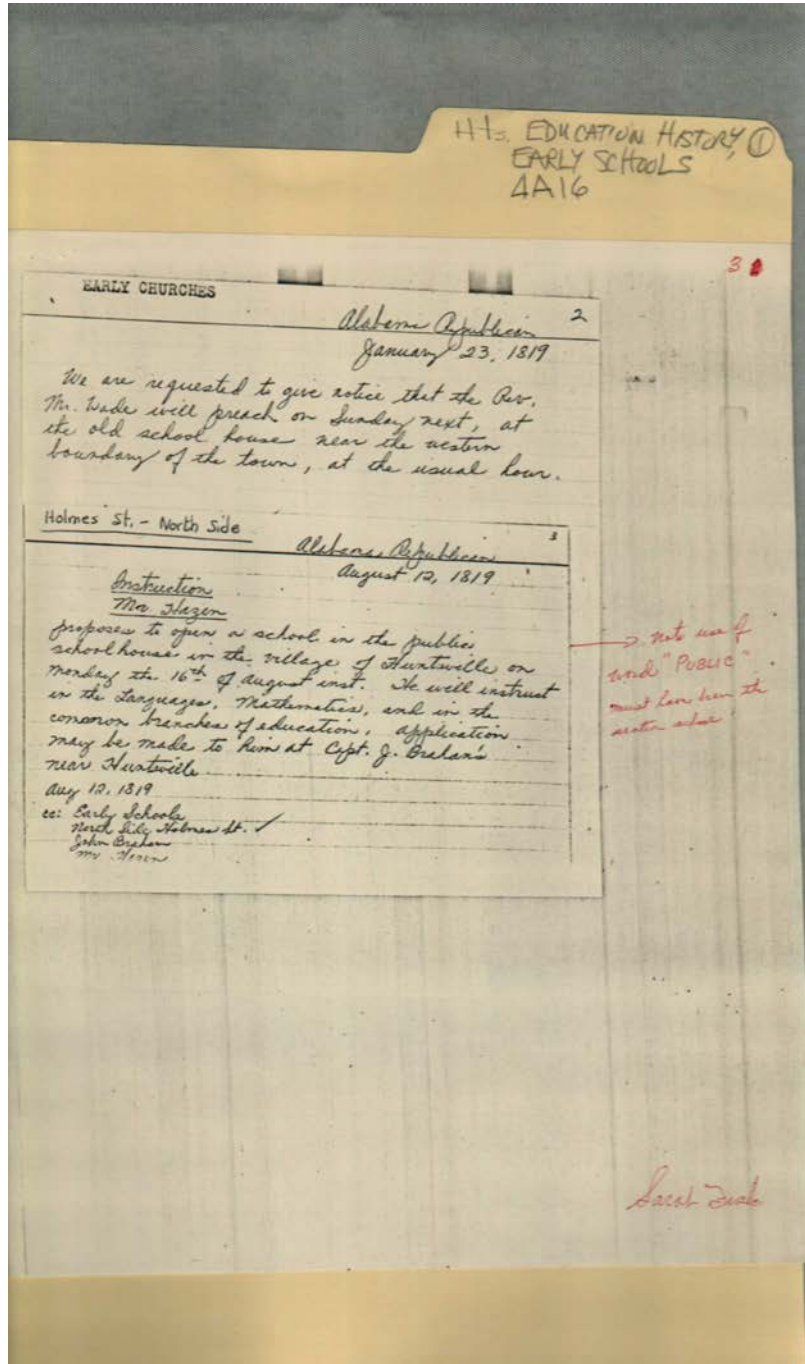 Hts. EDUCATION HISTORY, ①
EARLY SCHOOLS
4A16
3
EARLY CHURCHES
2
Alabama Republican
January 23, 1819
We are requested to give notice that the Rev.
Mr. Wade will preach on Sunday next, at
the old school house near the western
boundary of the town, at the usual hour.
Holmes St. - North Side
3
Alabama Republican
August 12, 1819
Instruction
Mr. Hazen
proposes to open a school in the public
schoolhouse in the village of Huntsville on
Monday the 16th of August inst. He will instruct
in the Languages, Mathematics, and in the
common branches of education. Application
may be made to him at Capt. J. Brahan's
near Huntsville
Aug 12, 1819
cc: Early Schools
North Side Holmes St. ✓
John Brahan
Mr. Hazen
→ note use of
word "PUBLIC"
must have been the
Sarah